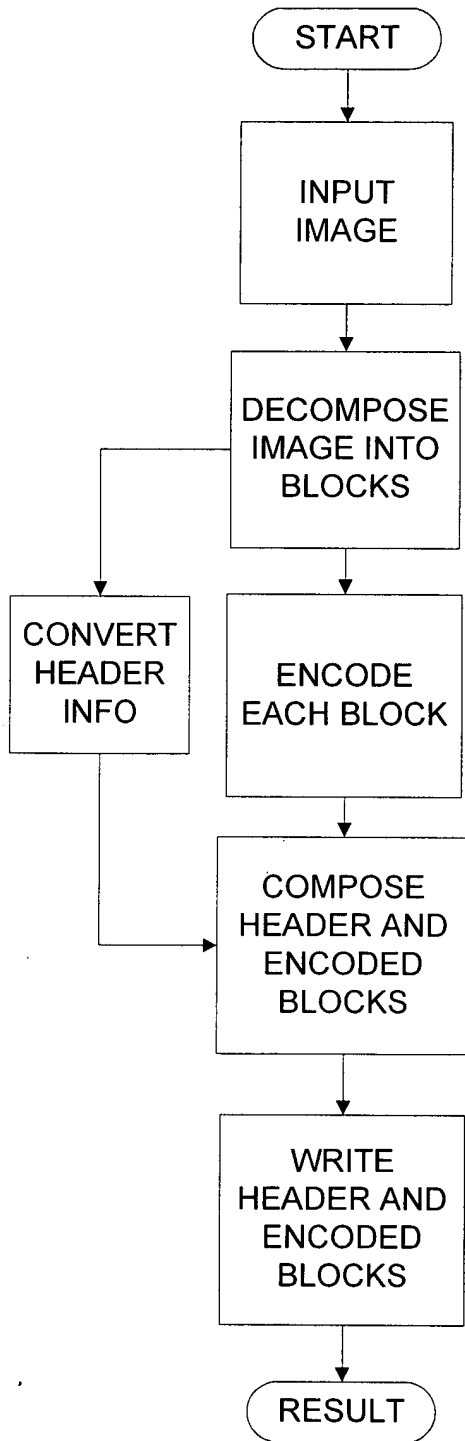 START
INPUT
IMAGE
DECOMPOSE
IMAGE INTO
BLOCKS
CONVERT
HEADER
INFO
ENCODE
EACH BLOCK
COMPOSE
HEADER AND
ENCODED
BLOCKS
WRITE
HEADER AND
ENCODED
BLOCKS
RESULT